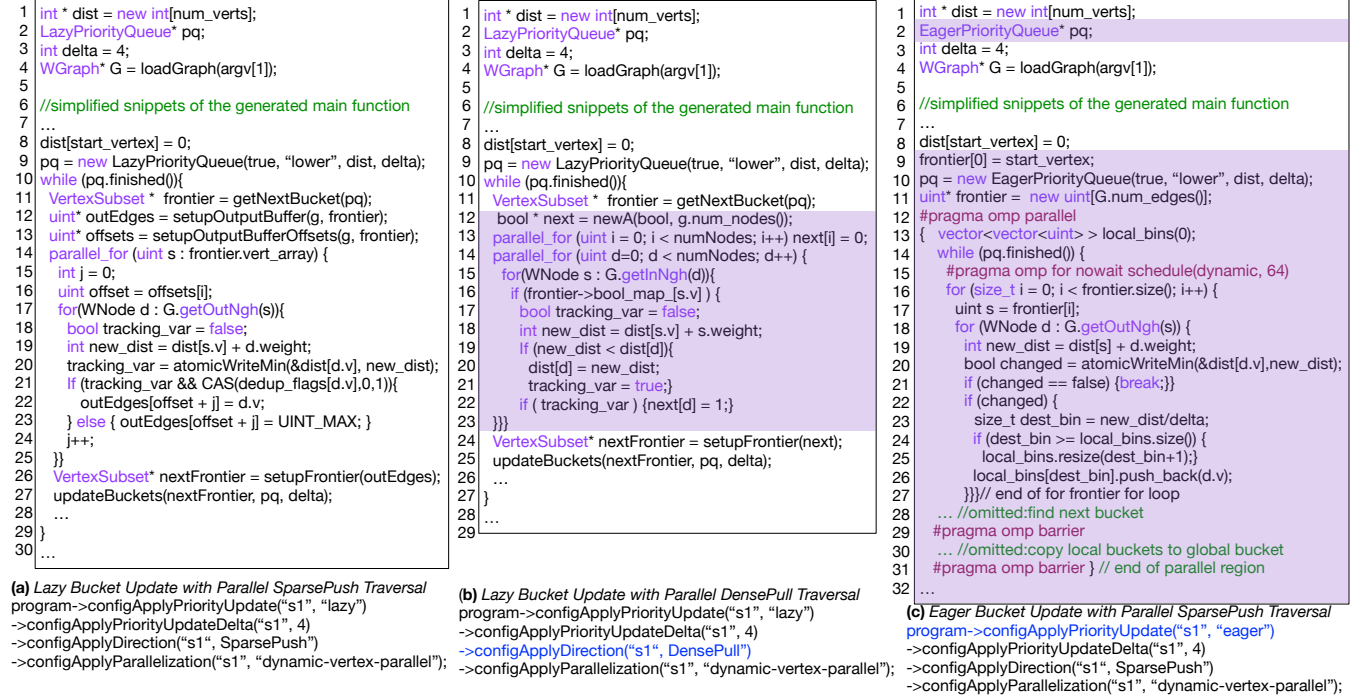 1 int * dist = new int[num_verts];
2 LazyPriorityQueue* pq;
3 int delta = 4;
4 WGraph* G = loadGraph(argv[1]);
5
6 //simplified snippets of the generated main function
7 …
8 dist[start_vertex] = 0;
9 pq = new LazyPriorityQueue(true, “lower”, dist, delta);
10 while (pq.finished()){
11 VertexSubset * frontier = getNextBucket(pq);
12 uint* outEdges = setupOutputBuffer(g, frontier);
13 uint* offsets = setupOutputBufferOffsets(g, frontier);
14 parallel_for (uint s : frontier.vert_array) {
15 int j = 0;
16 uint offset = offsets[i];
17 for(WNode d : G.getOutNgh(s)){
18 bool tracking_var = false;
19 int new_dist = dist[s.v] + d.weight;
20 tracking_var = atomicWriteMin(&dist[d.v], new_dist);
21 If (tracking_var && CAS(dedup_flags[d.v],0,1)){
22 outEdges[offset + j] = d.v;
23 } else { outEdges[offset + j] = UINT_MAX; }
24 j++;
25 }}
26 VertexSubset* nextFrontier = setupFrontier(outEdges);
27 updateBuckets(nextFrontier, pq, delta);
28 …
29 }
30 …
(a) Lazy Bucket Update with Parallel SparsePush Traversal
program->configApplyPriorityUpdate(“s1”, “lazy”)
->configApplyPriorityUpdateDelta(“s1”, 4)
->configApplyDirection(“s1“, SparsePush”)
->configApplyParallelization(“s1”, “dynamic-vertex-parallel”);
1 int * dist = new int[num_verts];
2 LazyPriorityQueue* pq;
3 int delta = 4;
4 WGraph* G = loadGraph(argv[1]);
5
6 //simplified snippets of the generated main function
7 …
8 dist[start_vertex] = 0;
9 pq = new LazyPriorityQueue(true, “lower”, dist, delta);
10 while (pq.finished()){
11 VertexSubset * frontier = getNextBucket(pq);
12 bool * next = newA(bool, g.num_nodes());
13 parallel_for (uint i = 0; i < numNodes; i++) next[i] = 0;
14 parallel_for (uint d=0; d < numNodes; d++) {
15 for(WNode s : G.getInNgh(d)){
16 if (frontier->bool_map_[s.v] ) {
17 bool tracking_var = false;
18 int new_dist = dist[s.v] + s.weight;
19 If (new_dist < dist[d]){
20 dist[d] = new_dist;
21 tracking_var = true;}
22 if ( tracking_var ) {next[d] = 1;}
23 }}}
24 VertexSubset* nextFrontier = setupFrontier(next);
25 updateBuckets(nextFrontier, pq, delta);
26 …
27 }
28 …
29
(b) Lazy Bucket Update with Parallel DensePull Traversal
program->configApplyPriorityUpdate(“s1”, “lazy”)
->configApplyPriorityUpdateDelta(“s1”, 4)
->configApplyDirection(“s1“, DensePull”)
->configApplyParallelization(“s1”, “dynamic-vertex-parallel”);
1 int * dist = new int[num_verts];
2 EagerPriorityQueue* pq;
3 int delta = 4;
4 WGraph* G = loadGraph(argv[1]);
5
6 //simplified snippets of the generated main function
7 …
8 dist[start_vertex] = 0;
9 frontier[0] = start_vertex;
10 pq = new EagerPriorityQueue(true, “lower”, dist, delta);
11 uint* frontier = new uint[G.num_edges()];
12 #pragma omp parallel
13 { vector<vector<uint> > local_bins(0);
14 while (pq.finished()) {
15 #pragma omp for nowait schedule(dynamic, 64)
16 for (size_t i = 0; i < frontier.size(); i++) {
17 uint s = frontier[i];
18 for (WNode d : G.getOutNgh(s)) {
19 int new_dist = dist[s] + d.weight;
20 bool changed = atomicWriteMin(&dist[d.v],new_dist);
21 if (changed == false) {break;}}
22 if (changed) {
23 size_t dest_bin = new_dist/delta;
24 if (dest_bin >= local_bins.size()) {
25 local_bins.resize(dest_bin+1);}
26 local_bins[dest_bin].push_back(d.v);
27 }}}// end of for frontier for loop
28 … //omitted:find next bucket
29 #pragma omp barrier
30 … //omitted:copy local buckets to global bucket
31 #pragma omp barrier } // end of parallel region
32 …
(c) Eager Bucket Update with Parallel SparsePush Traversal
program->configApplyPriorityUpdate(“s1”, “eager”)
->configApplyPriorityUpdateDelta(“s1”, 4)
->configApplyDirection(“s1“, SparsePush”)
->configApplyParallelization(“s1”, “dynamic-vertex-parallel”);